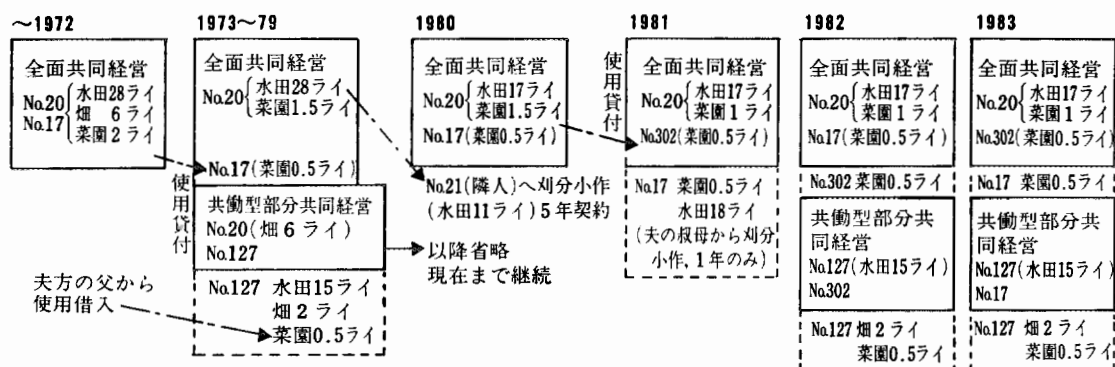 ～1972
全面共同経営
No.20 水田28ライ
畑 6ライ
No.17 菜園2ライ
1973～79
全面共同経営
No.20 水田28ライ
菜園1.5ライ
No.17(菜園0.5ライ)
使用貸付
共働型部分共同経営
No.20(畑6ライ)
No.127
No.127 水田15ライ
畑2ライ
菜園0.5ライ
夫方の父から
使用借入
以降省略
現在まで継続
1980
全面共同経営
No.20 水田17ライ
菜園1.5ライ
No.17(菜園0.5ライ)
No.21(隣人)へ刈分小作
(水田11ライ)5年契約
使用貸付
1981
全面共同経営
No.20 水田17ライ
菜園1ライ
No.302(菜園0.5ライ)
No.17 菜園0.5ライ
水田18ライ
(夫の叔母から刈分
小作,1年のみ)
1982
全面共同経営
No.20 水田17ライ
菜園1ライ
No.17(菜園0.5ライ)
No.302 菜園0.5ライ
共働型部分共
同経営
No.127(水田15ライ)
No.302
No.127 畑2ライ
菜園0.5ライ
1983
全面共同経営
No.20 水田17ライ
菜園1ライ
No.302(菜園0.5ライ)
No.17 菜園0.5ライ
共働型部分共
同経営
No.127(水田15ライ)
No.17
No.127 畑2ライ
菜園0.5ライ